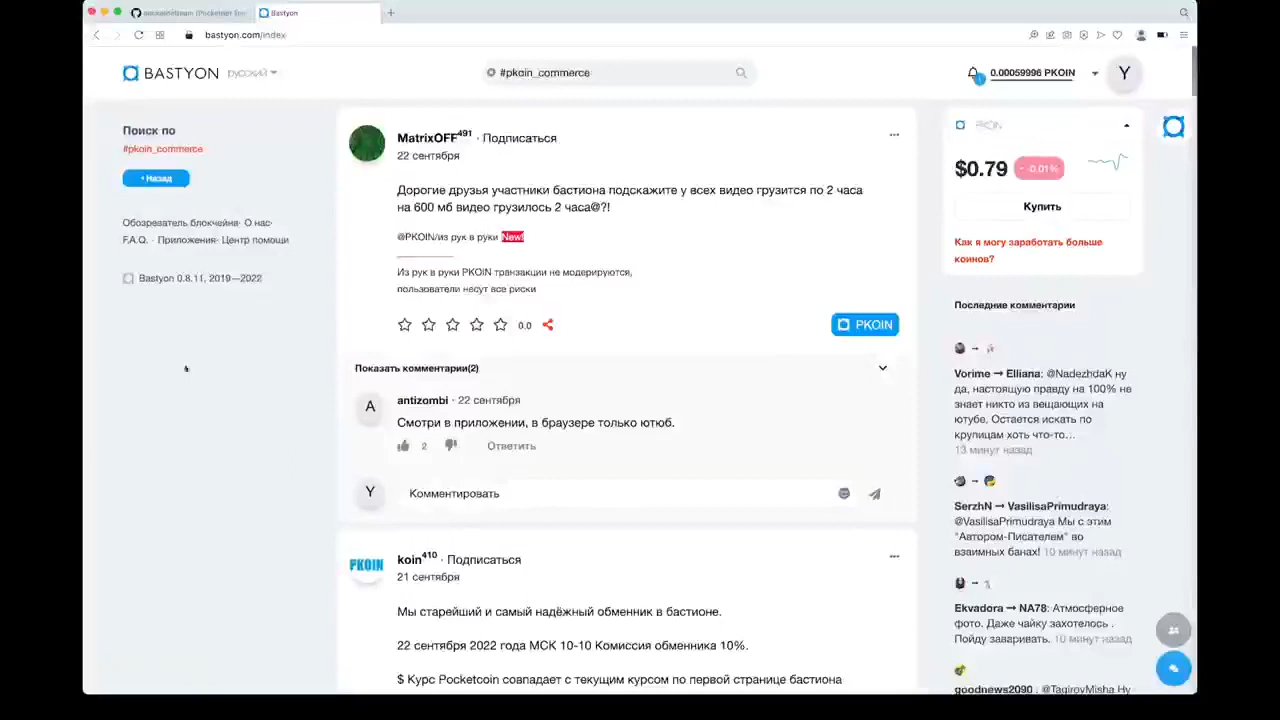 Bastyon
bastyon.com/index
BASTYON русский
#pkoin_commerce
0.00059996 PKOIN
Y
Поиск по
#pkoin_commerce
Назад
Обозреватель блокчейна· О нас·
F.A.Q. · Приложения· Центр помощи
Bastyon 0.8.11, 2019—2022
MatrixOFF491 · Подписаться
22 сентября
Дорогие друзья участники бастиона подскажите у всех видео грузится по 2 часа
на 600 мб видео грузилось 2 часа@?!
@PKOIN/из рук в руки New!
Из рук в руки PKOIN транзакции не модерируются,
пользователи несут все риски
0.0
PKOIN
Показать комментарии(2)
A
antizombi · 22 сентября
Смотри в приложении, в браузере только ютюб.
2 Ответить
Y
Комментировать
PKOIN
koin410 · Подписаться
21 сентября
Мы старейший и самый надёжный обменник в бастионе.
22 сентября 2022 года МСК 10-10 Комиссия обменника 10%.
$ Курс Pocketcoin совпадает с текущим курсом по первой странице бастиона
PKOIN
$0.79 - 0.01%
Купить
Как я могу заработать больше
коинов?
Последние комментарии
Vorime → Elliana: @NadezhdaK ну
да, настоящую правду на 100% не
знает никто из вещающих на
ютубе. Остается искать по
крупицам хоть что-то...
13 минут назад
SerzhN → VasilisaPrimudraya:
@VasilisaPrimudraya Мы с этим
"Автором-Писателем" во
взаимных банах! 10 минут назад
Ekvadora → NA78: Атмосферное
фото. Даже чайку захотелось .
Пойду заваривать. 10 минут назад
goodnews2090 : @TagirovMisha Ну